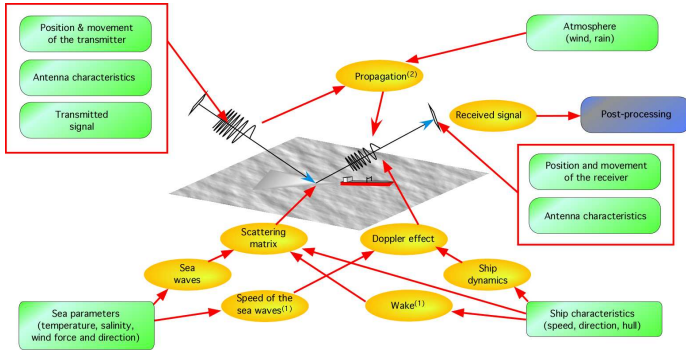 Position & movement
of the transmitter
Antenna characteristics
Transmitted
signal
Atmosphere
(wind, rain)
Propagation(2)
Received signal
Post-processing
Position and movement
of the receiver
Antenna characteristics
Scattering
matrix
Doppler effect
Sea
waves
Ship
dynamics
Speed of the
sea waves(1)
Wake(1)
Sea parameters
(temperature, salinity,
wind force and direction)
Ship characteristics
(speed, direction, hull)